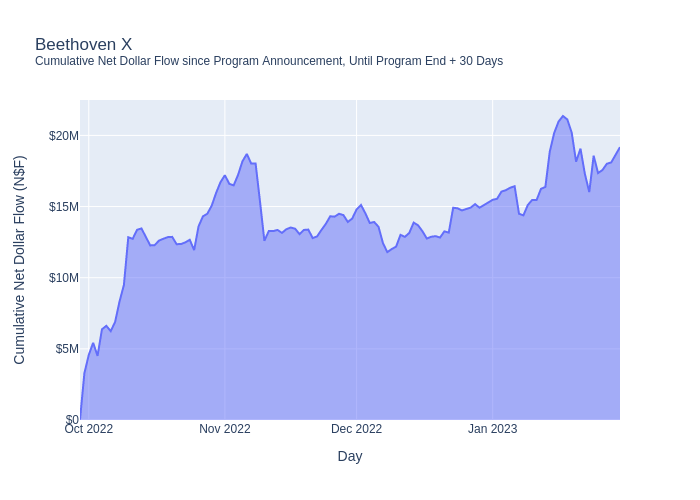 Beethoven X
Cumulative Net Dollar Flow since Program Announcement, Until Program End + 30 Days
Cumulative Net Dollar Flow (N$F)
$20M
$15M
$10M
$5M
$0
Oct 2022
Nov 2022
Dec 2022
Jan 2023
Day